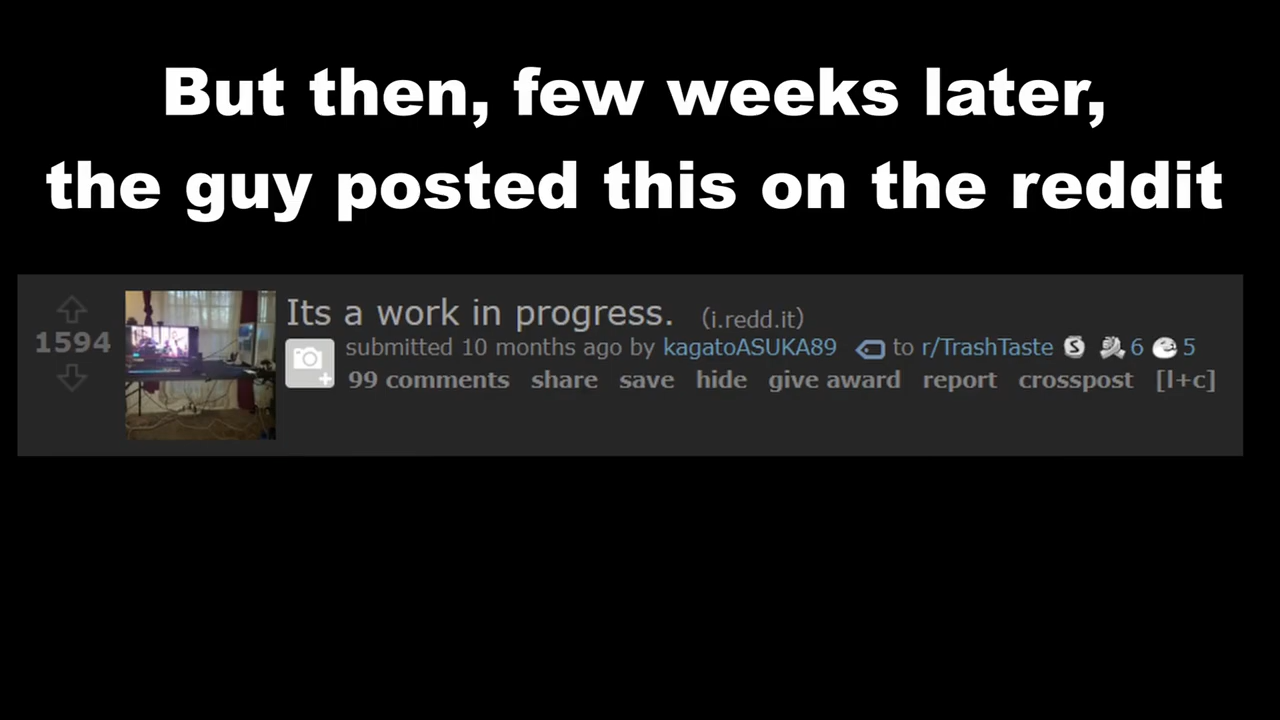 But then, few weeks later,
the guy posted this on the reddit
1594
Its a work in progress. (i.redd.it)
submitted 10 months ago by kagatoASUKA89 to r/TrashTaste S 6 5
99 comments share save hide give award report crosspost [l+c]